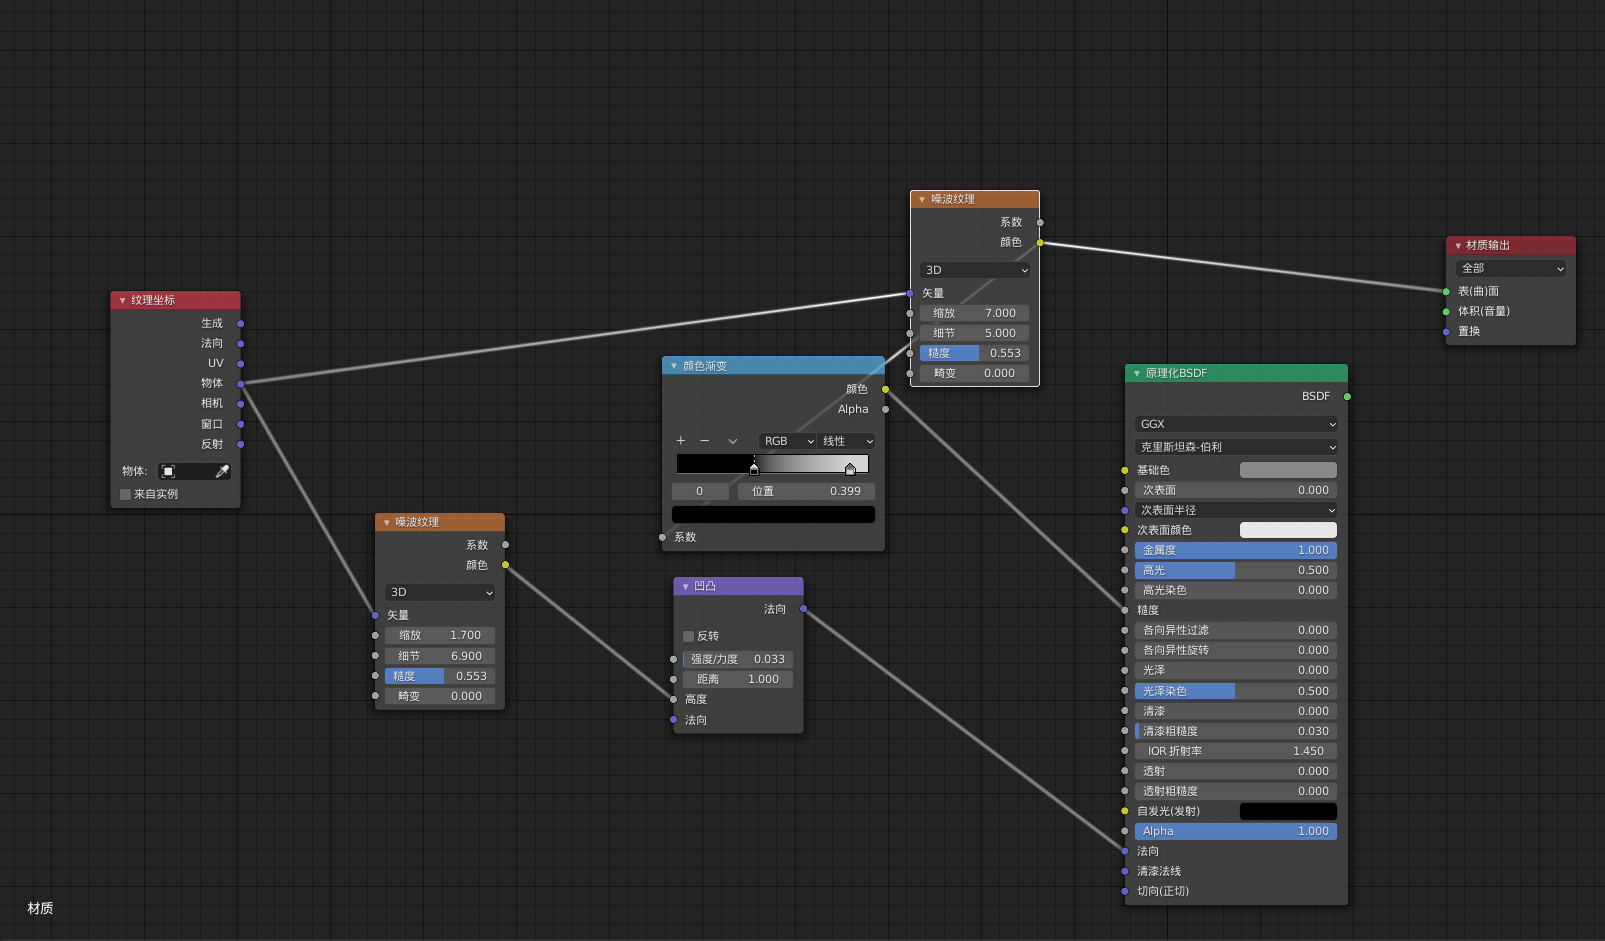 纹理坐标
生成
法向
UV
物体
相机
窗口
反射
物体:
来自实例
噪波纹理
系数
颜色
3D
矢量
缩放 1.700
细节 6.900
糙度 0.553
畸变 0.000
颜色渐变
颜色
Alpha
RGB 线性
0 位置 0.399
系数
凹凸
法向
反转
强度/力度 0.033
距离 1.000
高度
法向
噪波纹理
系数
颜色
3D
矢量
缩放 7.000
细节 5.000
糙度 0.553
畸变 0.000
原理化BSDF
BSDF
GGX
克里斯坦森-伯利
基础色
次表面 0.000
次表面半径
次表面颜色
金属度 1.000
高光 0.500
高光染色 0.000
糙度
各向异性过滤 0.000
各向异性旋转 0.000
光泽 0.000
光泽染色 0.500
清漆 0.000
清漆粗糙度 0.030
IOR 折射率 1.450
透射 0.000
透射粗糙度 0.000
自发光(发射)
Alpha 1.000
法向
清漆法线
切向(正切)
材质输出
全部
表(曲)面
体积(音量)
置换
材质